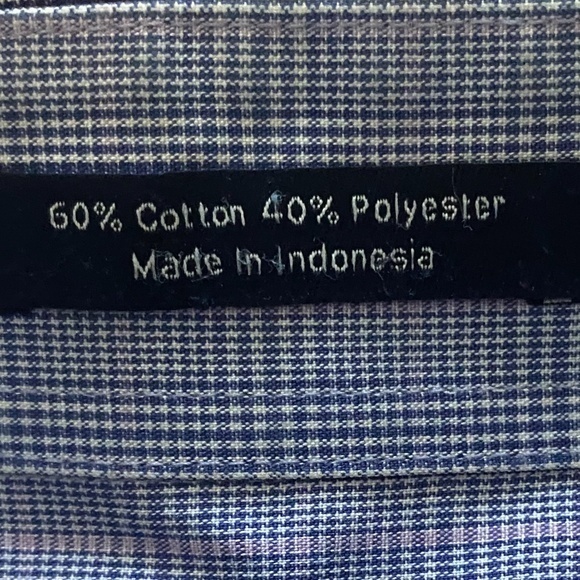 60% Cotton 40% Polyester
Made In Indonesia